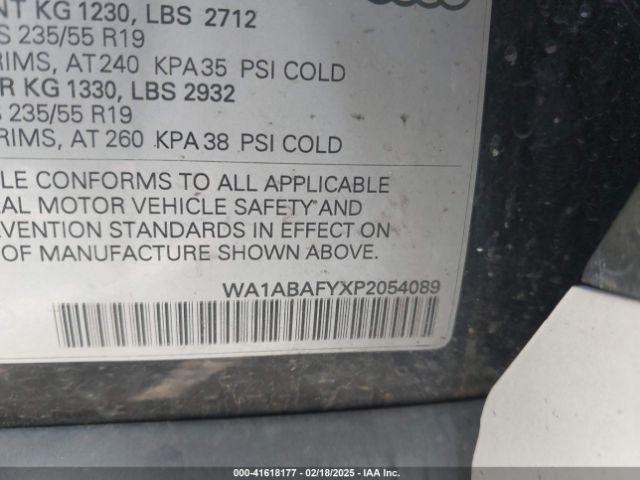 NT KG 1230, LBS 2712
S 235/55 R19
RIMS, AT 240 KPA 35 PSI COLD
R KG 1330, LBS 2932
S 235/55 R19
RIMS, AT 260 KPA 38 PSI COLD
LE CONFORMS TO ALL APPLICABLE
AL MOTOR VEHICLE SAFETY AND
EVENTION STANDARDS IN EFFECT ON
OF MANUFACTURE SHOWN ABOVE.
WA1ABAFYXP2054089
000-41618177 - 02/18/2025 - IAA Inc.